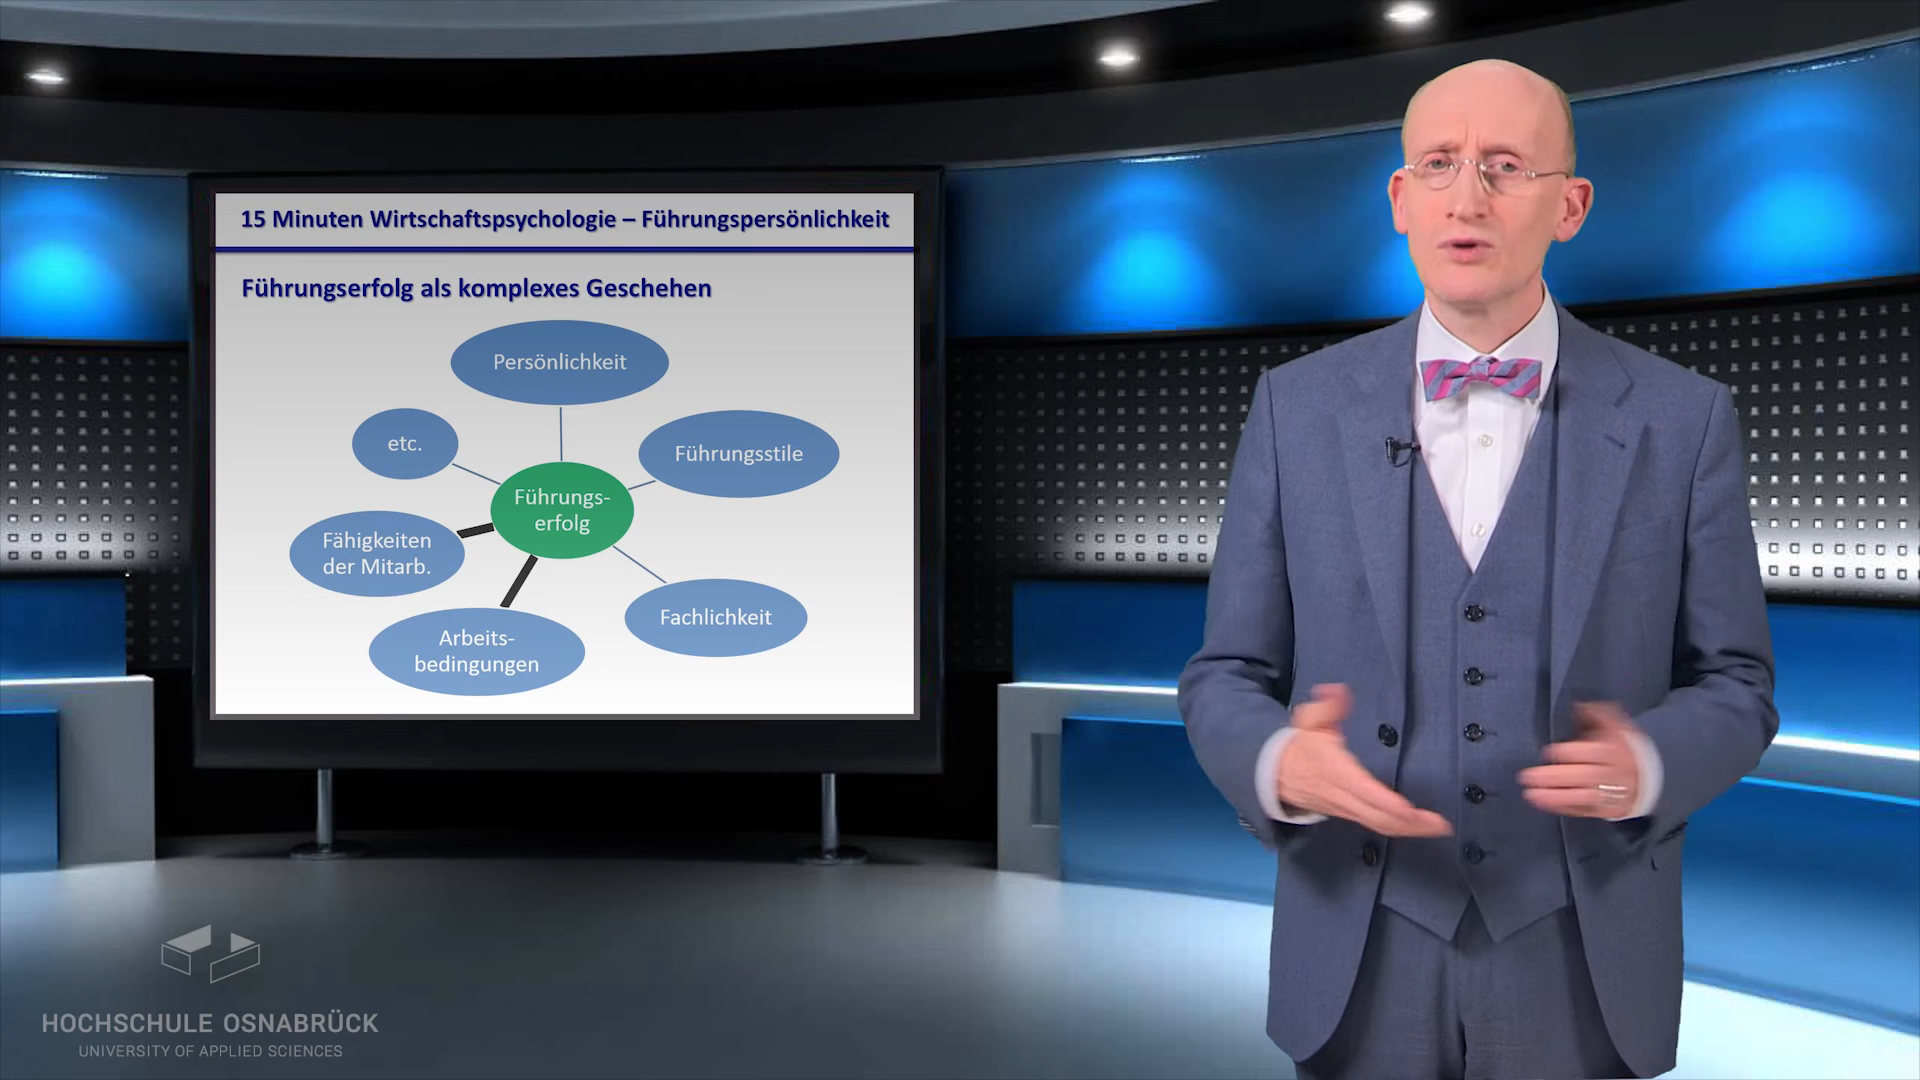 15 Minuten Wirtschaftspsychologie – Führungspersönlichkeit
Führungserfolg als komplexes Geschehen
Persönlichkeit
etc.
Führungsstile
Führungs-
erfolg
Fähigkeiten
der Mitarb.
Fachlichkeit
Arbeits-
bedingungen
HOCHSCHULE OSNABRÜCK
UNIVERSITY OF APPLIED SCIENCES